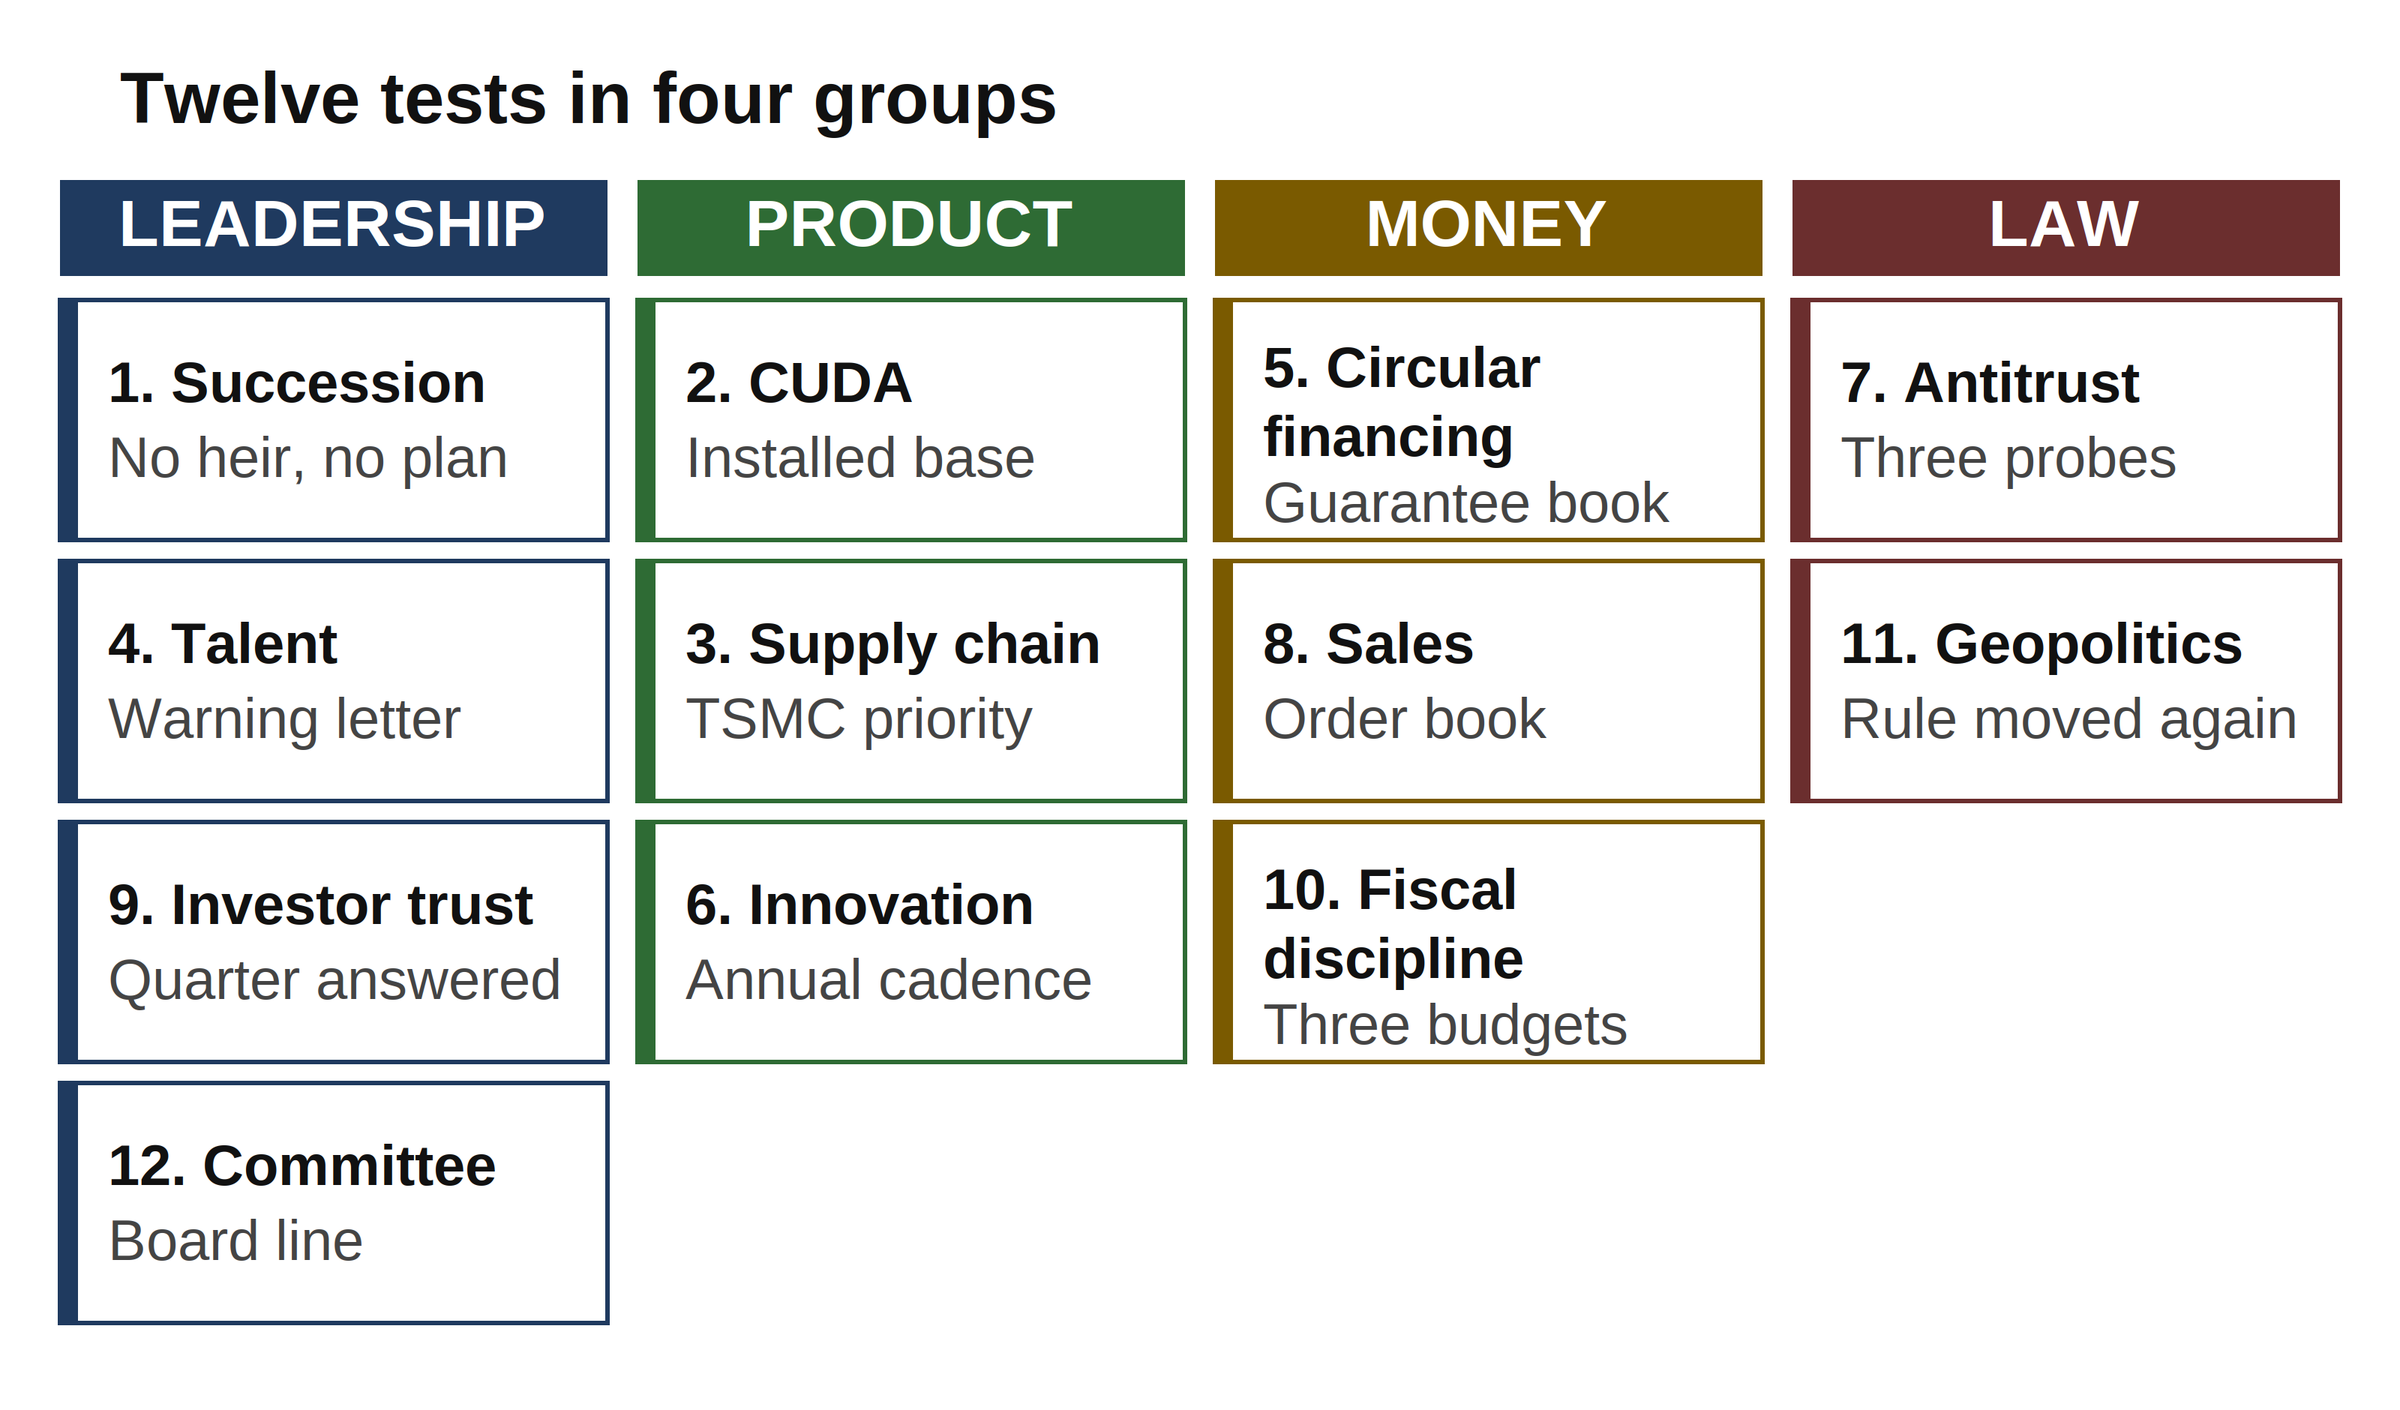 Twelve tests in four groups
LEADERSHIP
1. Succession
No heir, no plan
4. Talent
Warning letter
9. Investor trust
Quarter answered
12. Committee
Board line
PRODUCT
2. CUDA
Installed base
3. Supply chain
TSMC priority
6. Innovation
Annual cadence
MONEY
5. Circular
financing
Guarantee book
8. Sales
Order book
10. Fiscal
discipline
Three budgets
LAW
7. Antitrust
Three probes
11. Geopolitics
Rule moved again